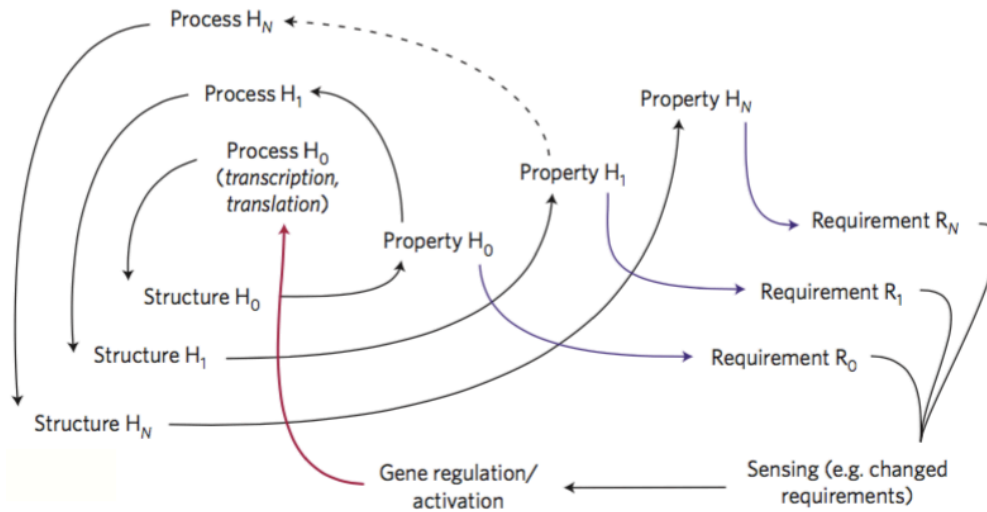 Process H_N
Process H_1
Property H_N
Process H_0
(transcription,
translation)
Property H_1
Requirement R_N
Property H_0
Structure H_0
Requirement R_1
Structure H_1
Requirement R_0
Structure H_N
Gene regulation/
activation
Sensing (e.g. changed
requirements)